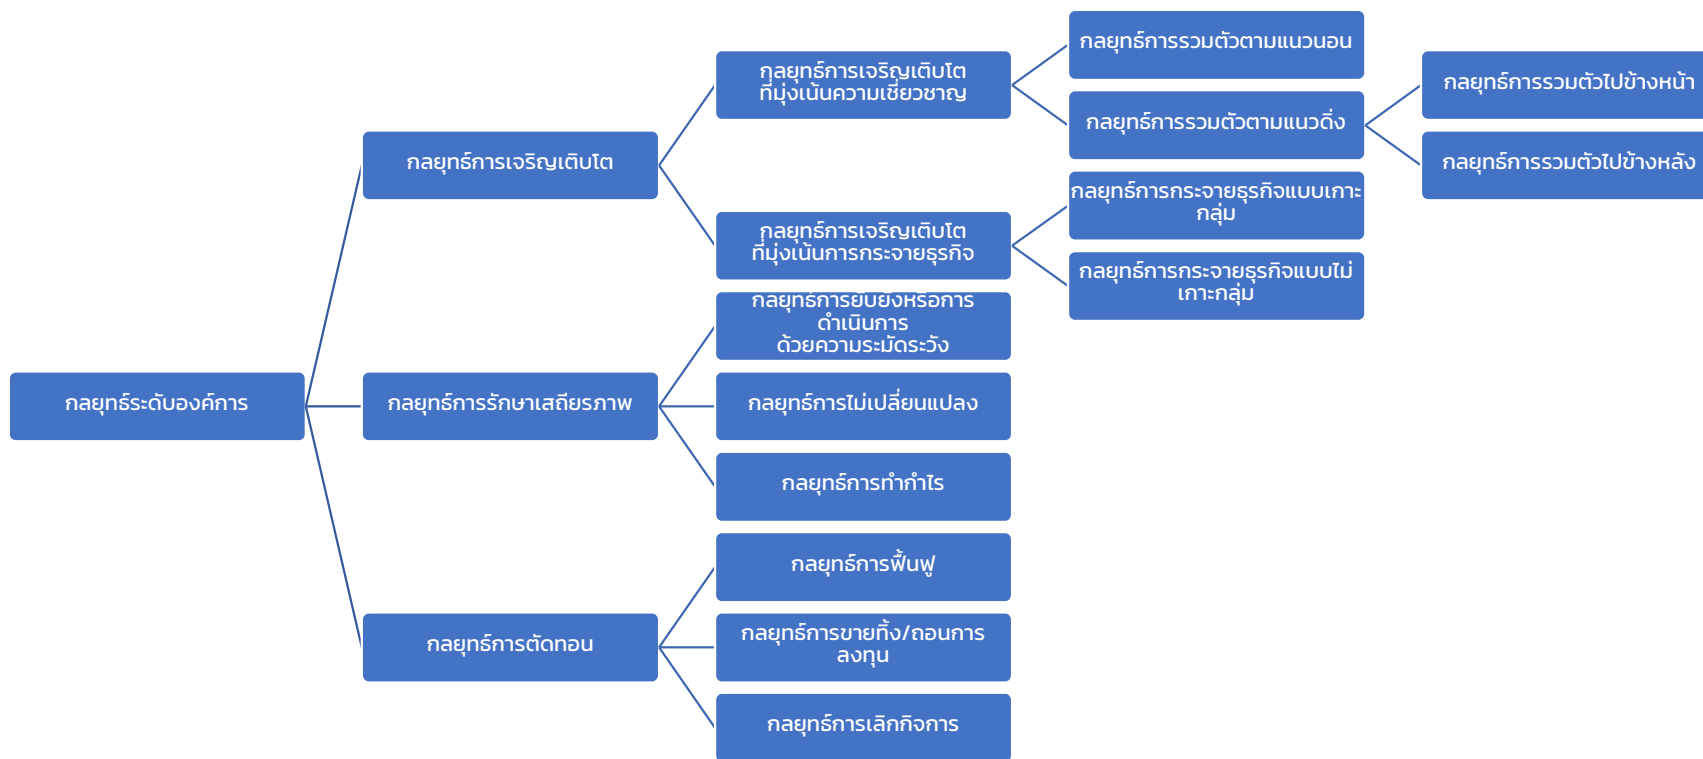 กลยุทธ์ระดับองค์การ
กลยุทธ์การเจริญเติบโต
กลยุทธ์การเจริญเติบโต
ที่มุ่งเน้นความเชี่ยวชาญ
กลยุทธ์การรวมตัวตามแนวนอน
กลยุทธ์การรวมตัวตามแนวดิ่ง
กลยุทธ์การรวมตัวไปข้างหน้า
กลยุทธ์การรวมตัวไปข้างหลัง
กลยุทธ์การเจริญเติบโต
ที่มุ่งเน้นการกระจายธุรกิจ
กลยุทธ์การกระจายธุรกิจแบบเกาะ
กลุ่ม
กลยุทธ์การกระจายธุรกิจแบบไม่
เกาะกลุ่ม
กลยุทธ์การรักษาเสถียรภาพ
กลยุทธ์การยับยั้งหรือการ
ดำเนินการ
ด้วยความระมัดระวัง
กลยุทธ์การไม่เปลี่ยนแปลง
กลยุทธ์การทำกำไร
กลยุทธ์การตัดทอน
กลยุทธ์การฟื้นฟู
กลยุทธ์การขายทิ้ง/ถอนการ
ลงทุน
กลยุทธ์การเลิกกิจการ